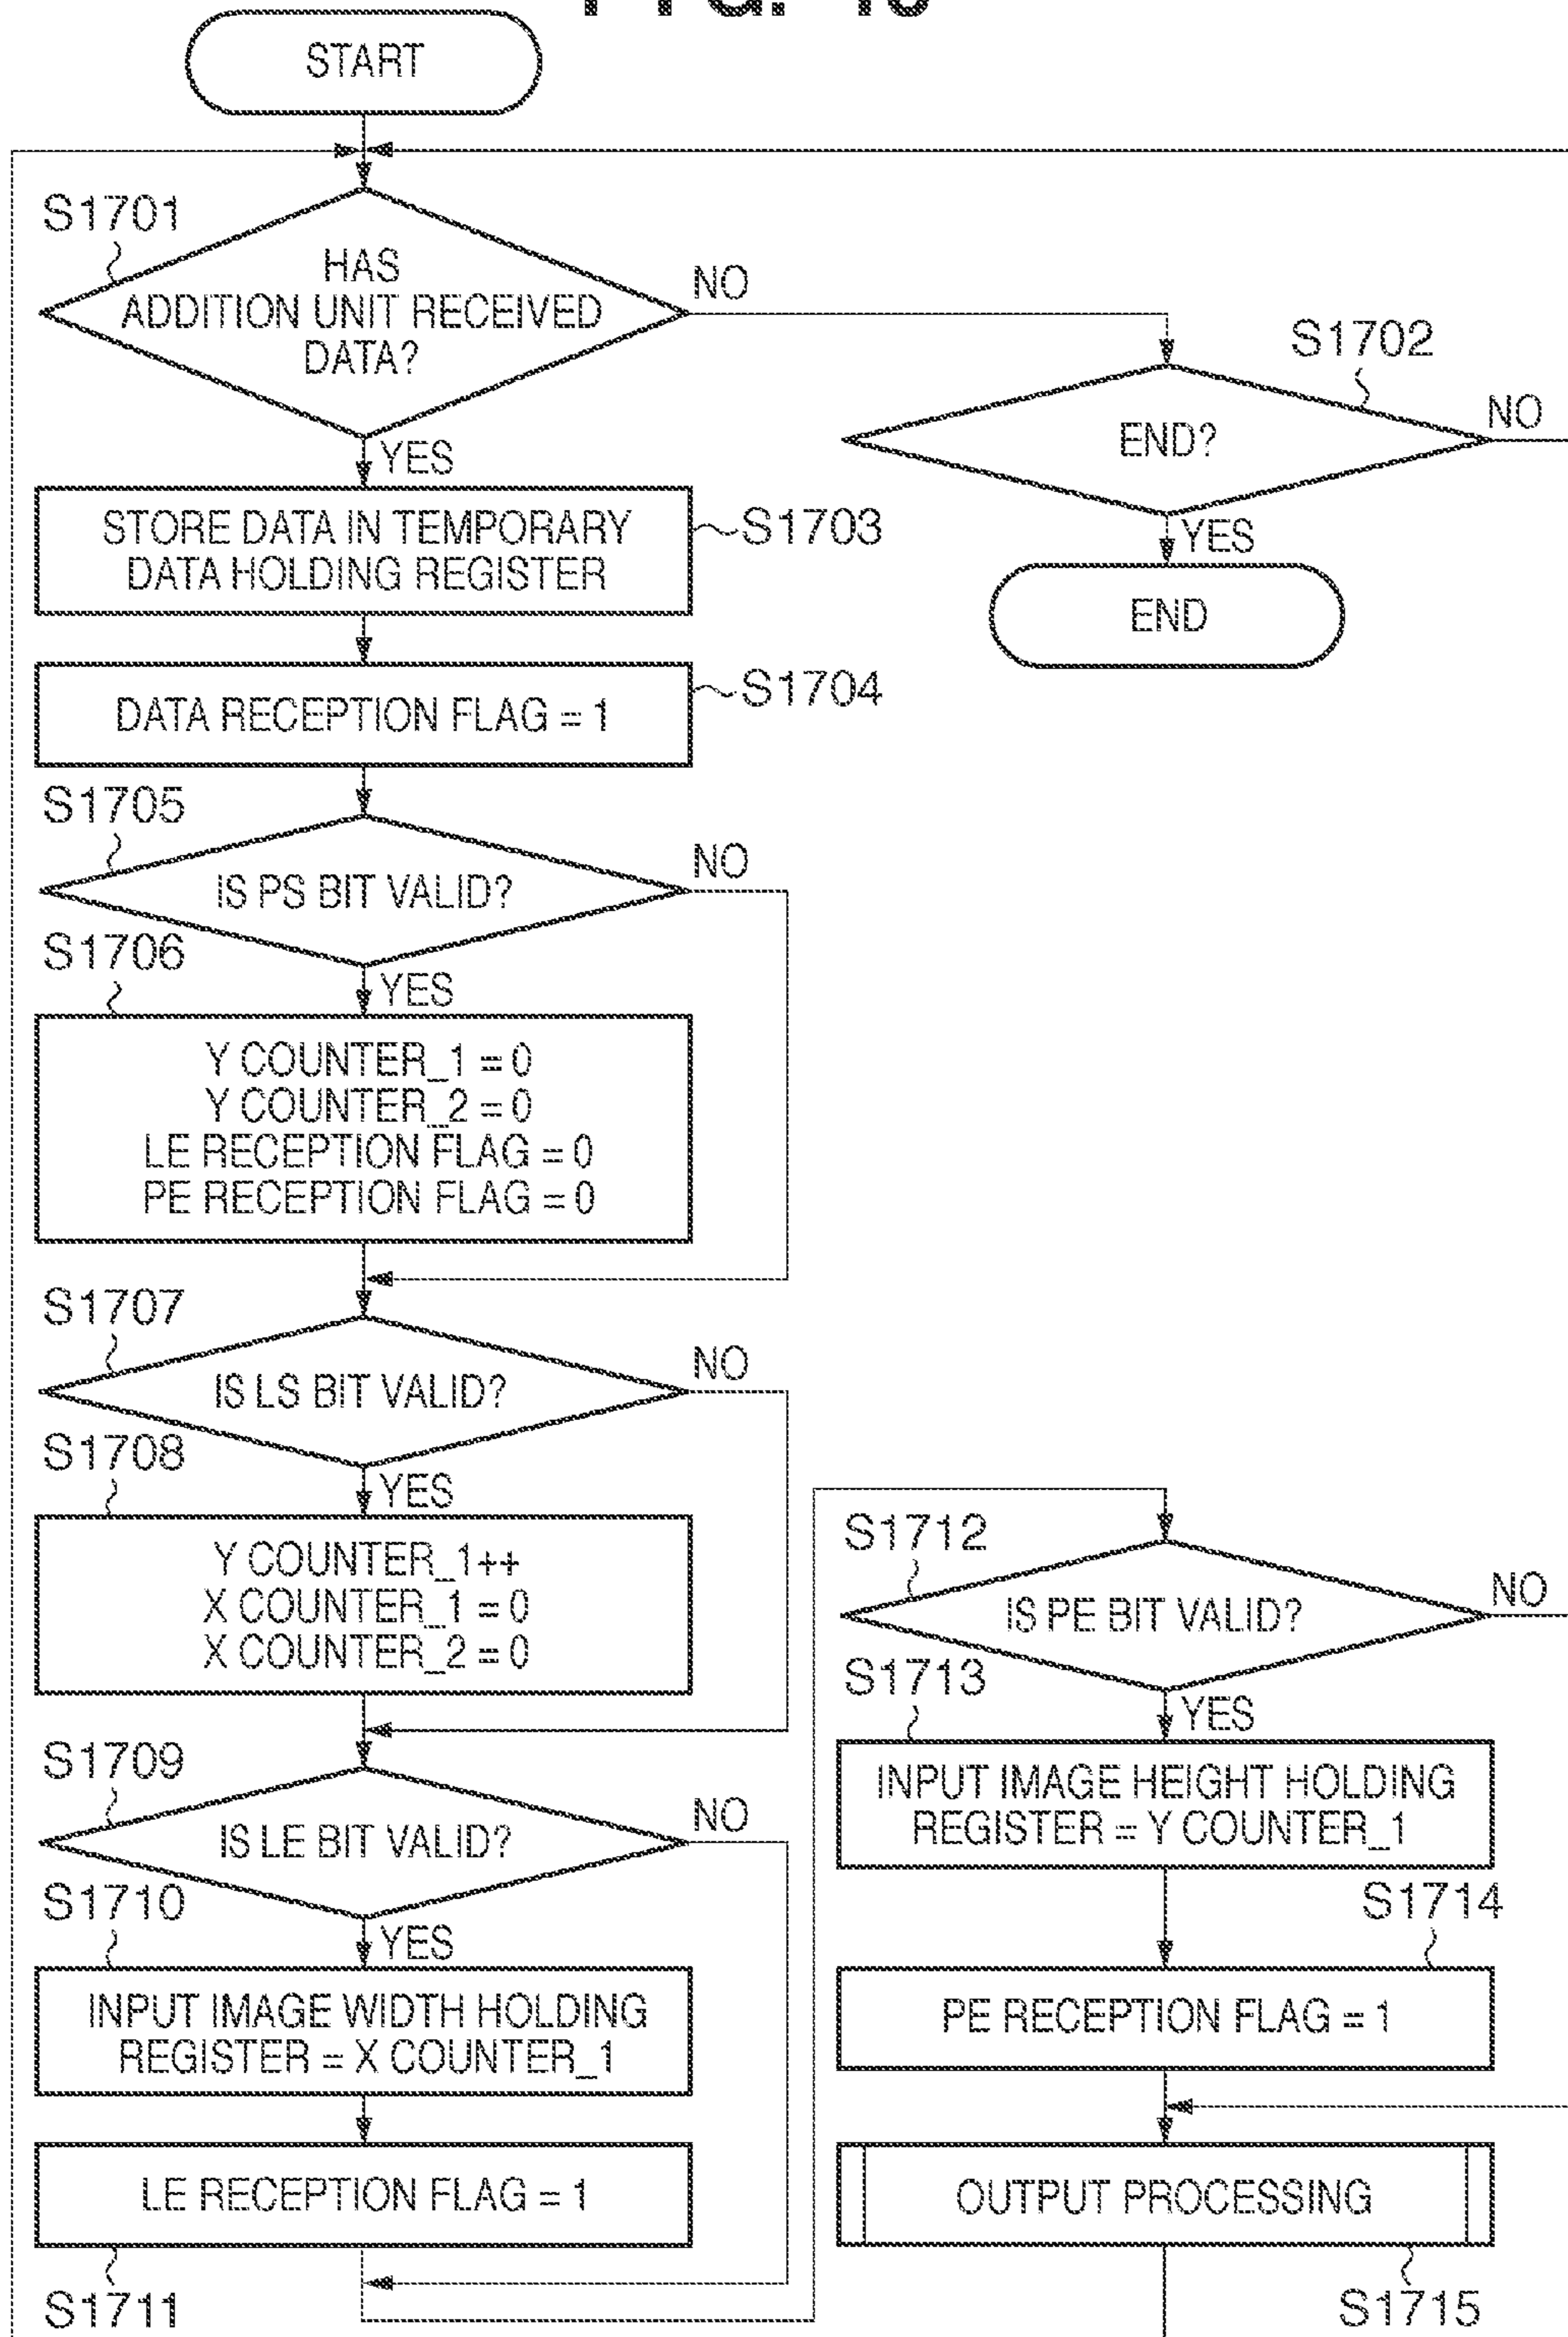 START
S1701
HAS
ADDITION UNIT RECEIVED
DATA?
NO
YES
S1702
END?
NO
YES
END
STORE DATA IN TEMPORARY
DATA HOLDING REGISTER
S1703
DATA RECEPTION FLAG = 1
S1704
S1705
IS PS BIT VALID?
NO
YES
S1706
Y COUNTER_1 = 0
Y COUNTER_2 = 0
LE RECEPTION FLAG = 0
PE RECEPTION FLAG = 0
S1707
IS LS BIT VALID?
NO
YES
S1708
Y COUNTER_1++
X COUNTER_1 = 0
X COUNTER_2 = 0
S1709
IS LE BIT VALID?
NO
YES
S1710
INPUT IMAGE WIDTH HOLDING
REGISTER = X COUNTER_1
LE RECEPTION FLAG = 1
S1711
S1712
IS PE BIT VALID?
NO
YES
S1713
INPUT IMAGE HEIGHT HOLDING
REGISTER = Y COUNTER_1
S1714
PE RECEPTION FLAG = 1
OUTPUT PROCESSING
S1715